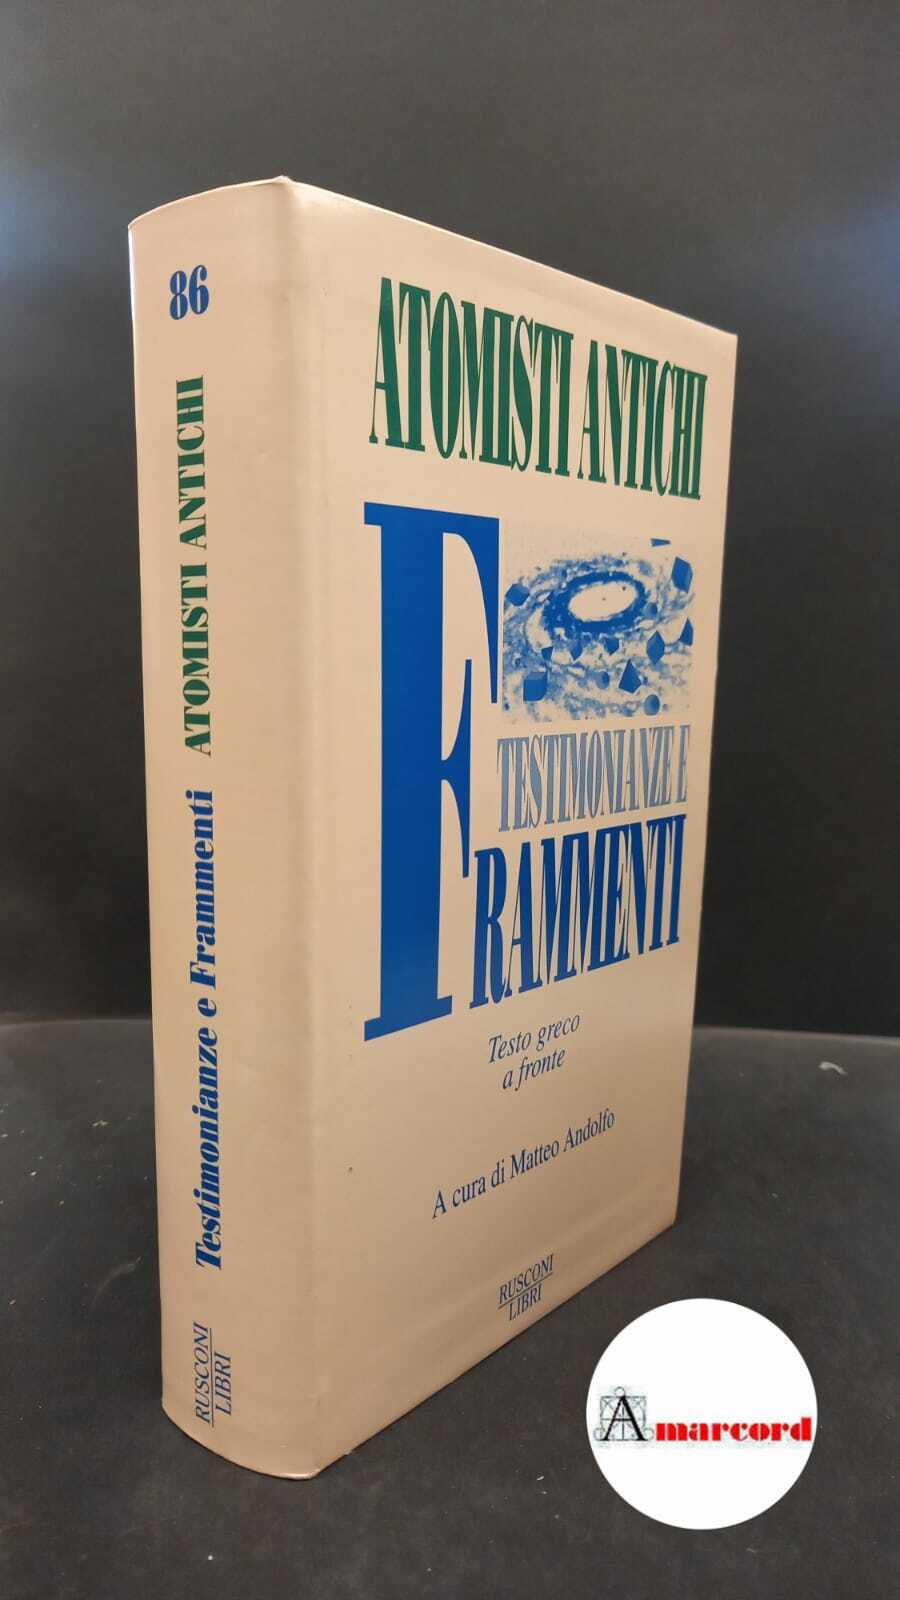 86
ATOMISTI ANTICHI
Testimonianze e Frammenti
RUSCONI
LIBRI
ATOMISTI ANTICHI
TESTIMONIANZE E
FRAMMENTI
Testo greco
a fronte
A cura di Matteo Andolfo
RUSCONI
LIBRI
Amarcord